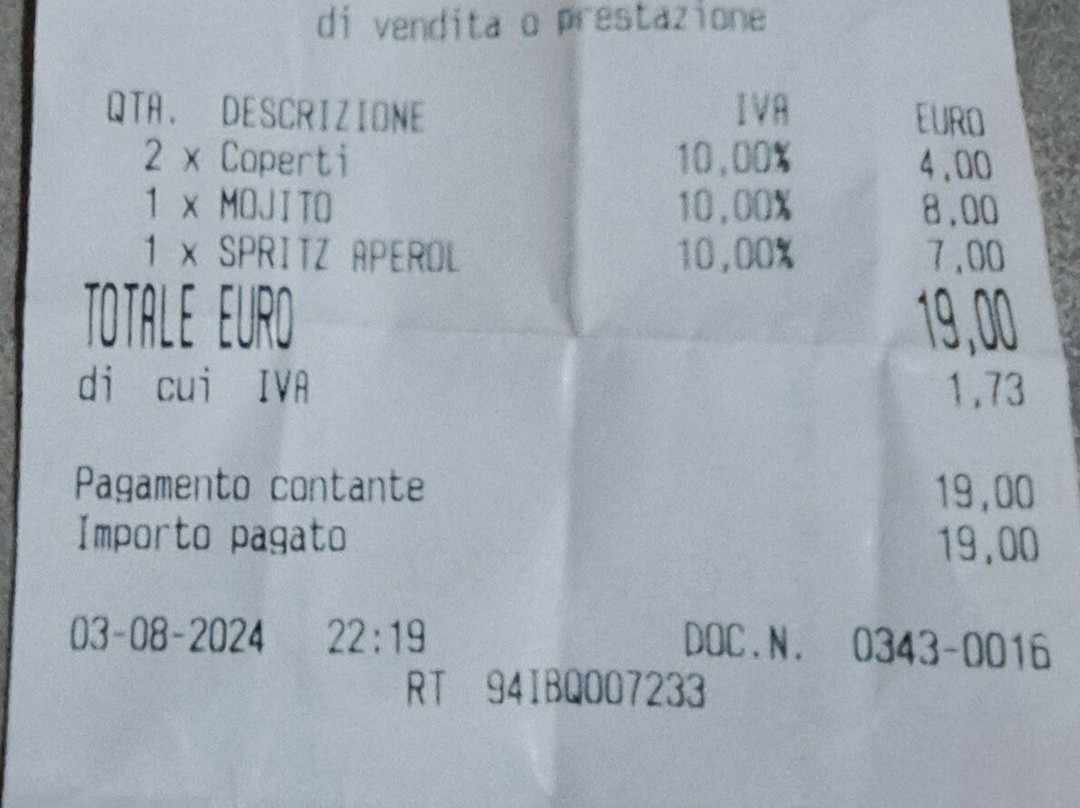 di vendita o prestazione
QTA. DESCRIZIONE IVA EURO
2 x Coperti 10,00% 4,00
1 x MOJITO 10,00% 8,00
1 x SPRITZ APEROL 10,00% 7,00
TOTALE EURO 19,00
di cui IVA 1,73
Pagamento contante 19,00
Importo pagato 19,00
03-08-2024 22:19 DOC.N. 0343-0016
RT 94IBQ007233